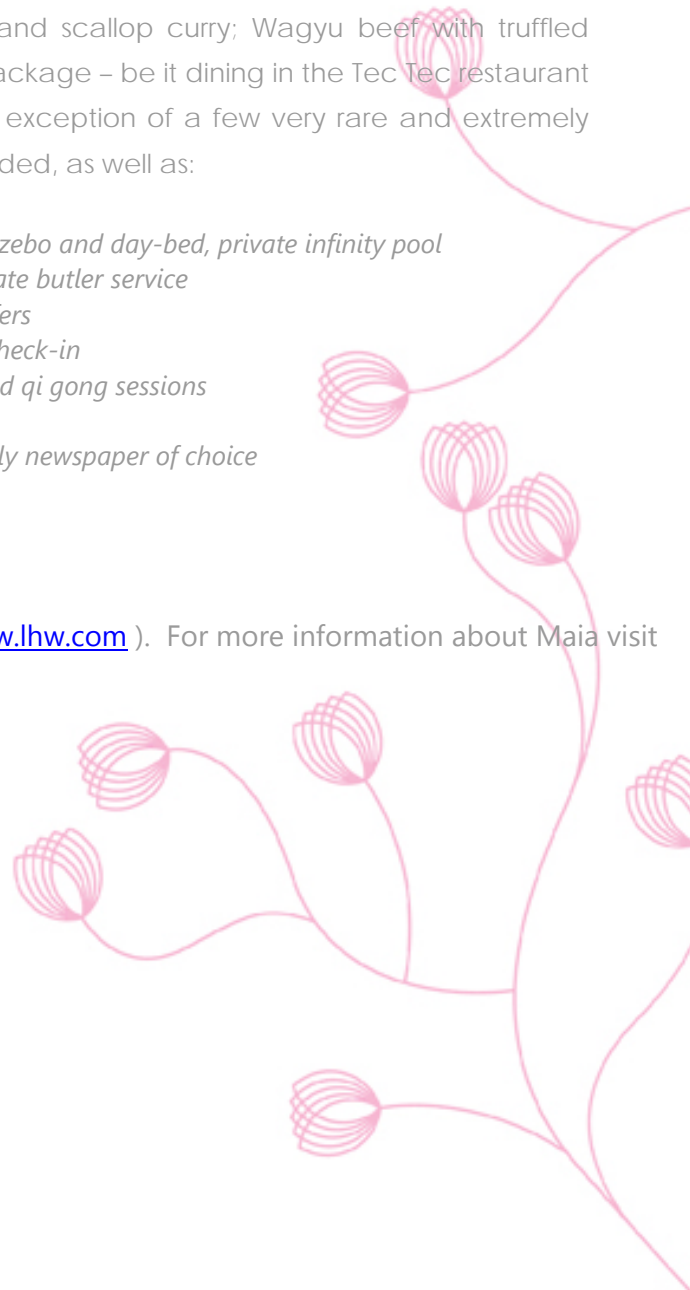 and scallop curry; Wagyu beef with truffled
ackage – be it dining in the Tec Tec restaurant
exception of a few very rare and extremely
ded, as well as:
zebo and day-bed, private infinity pool
ate butler service
fers
heck-in
d qi gong sessions
ly newspaper of choice
w.lhw.com ). For more information about Maia visit